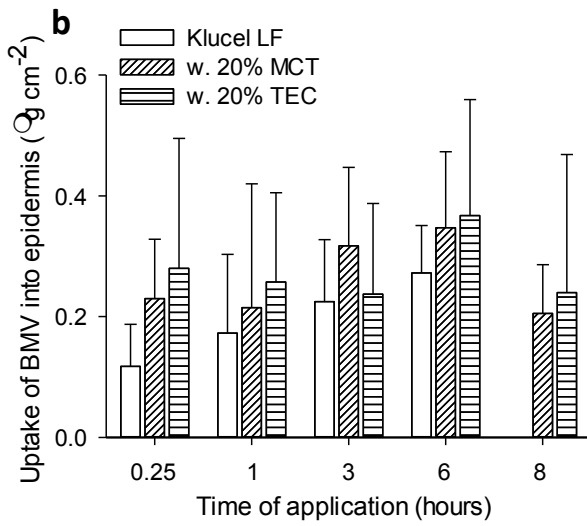 b
Klucel LF
w. 20% MCT
w. 20% TEC
Uptake of BMV into epidermis (g cm-2)
0.6
0.4
0.2
0.0
0.25 1 3 6 8
Time of application (hours)